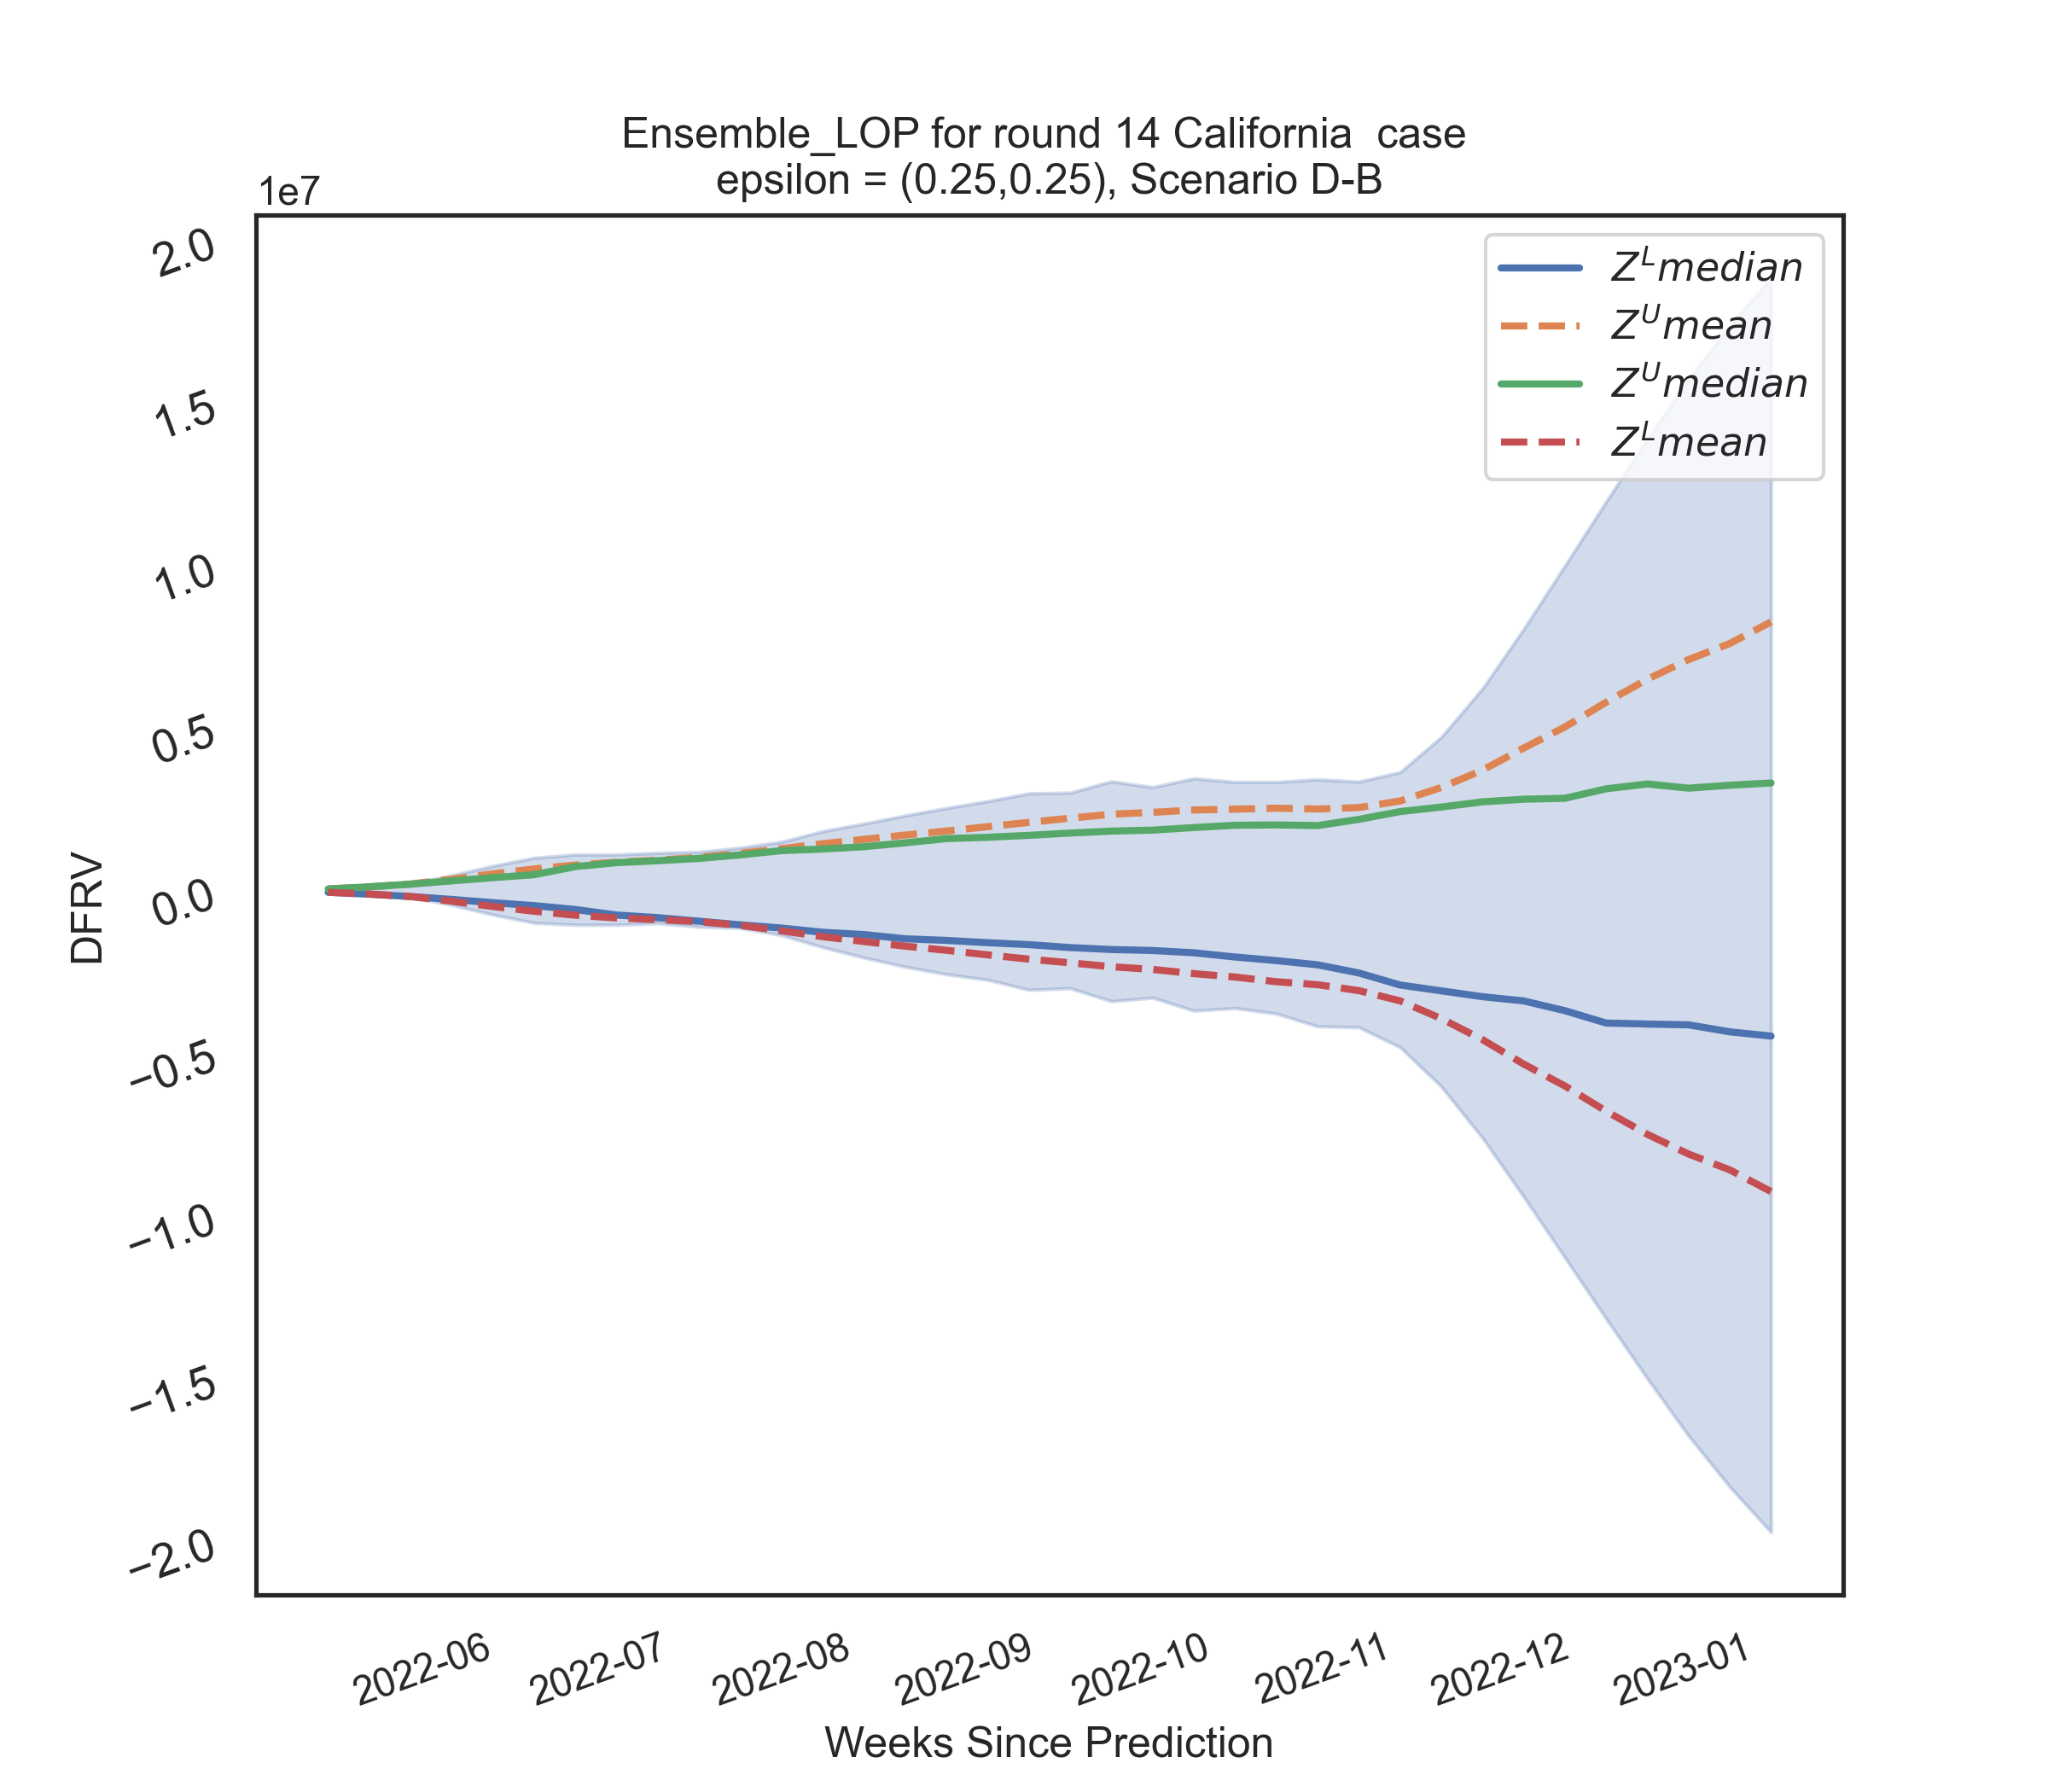 Ensemble_LOP for round 14 California  case
epsilon = (0.25,0.25), Scenario D-B
1e7
2.0
1.5
1.0
0.5
0.0
−0.5
−1.0
−1.5
−2.0
DFRV
Z^L median
Z^U mean
Z^U median
Z^L mean
2022-06
2022-07
2022-08
2022-09
2022-10
2022-11
2022-12
2023-01
Weeks Since Prediction